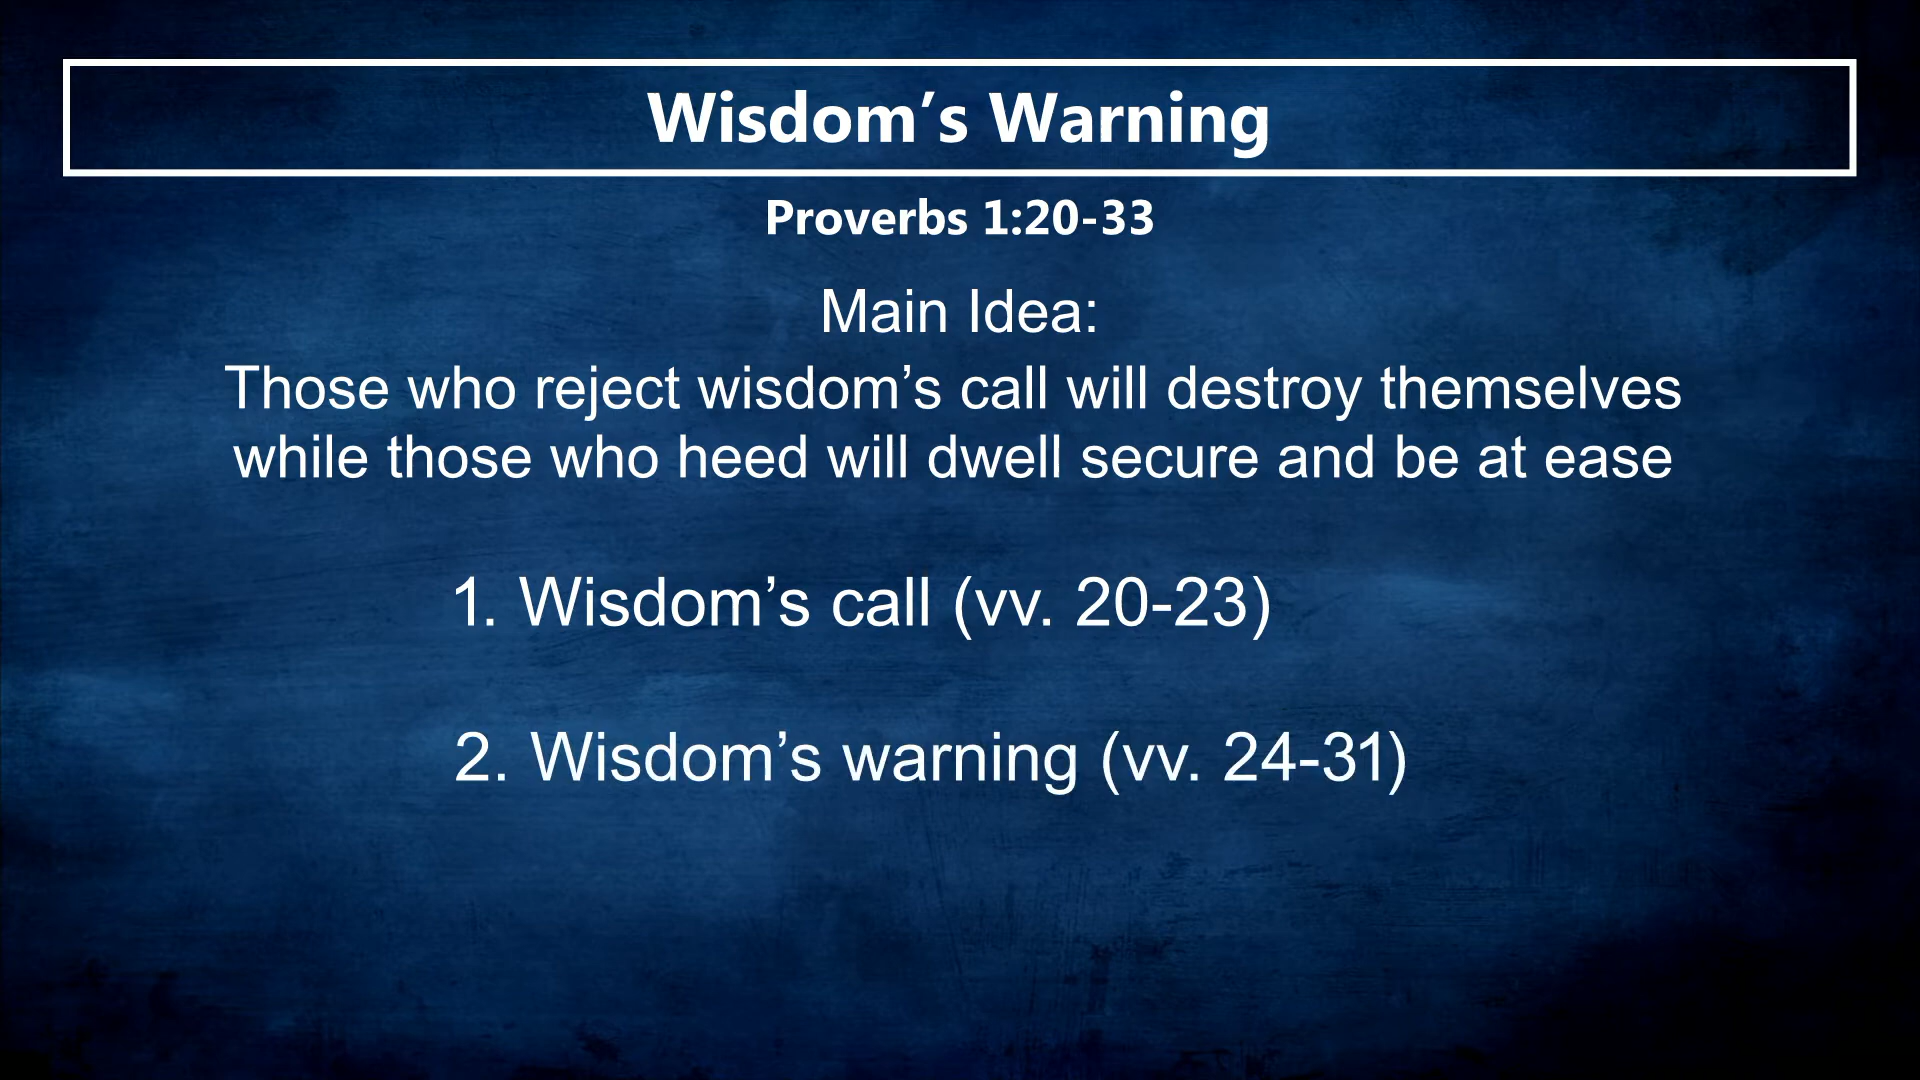 Wisdom’s Warning
Proverbs 1:20-33
Main Idea:
Those who reject wisdom’s call will destroy themselves
while those who heed will dwell secure and be at ease
1. Wisdom’s call (vv. 20-23)
2. Wisdom’s warning (vv. 24-31)